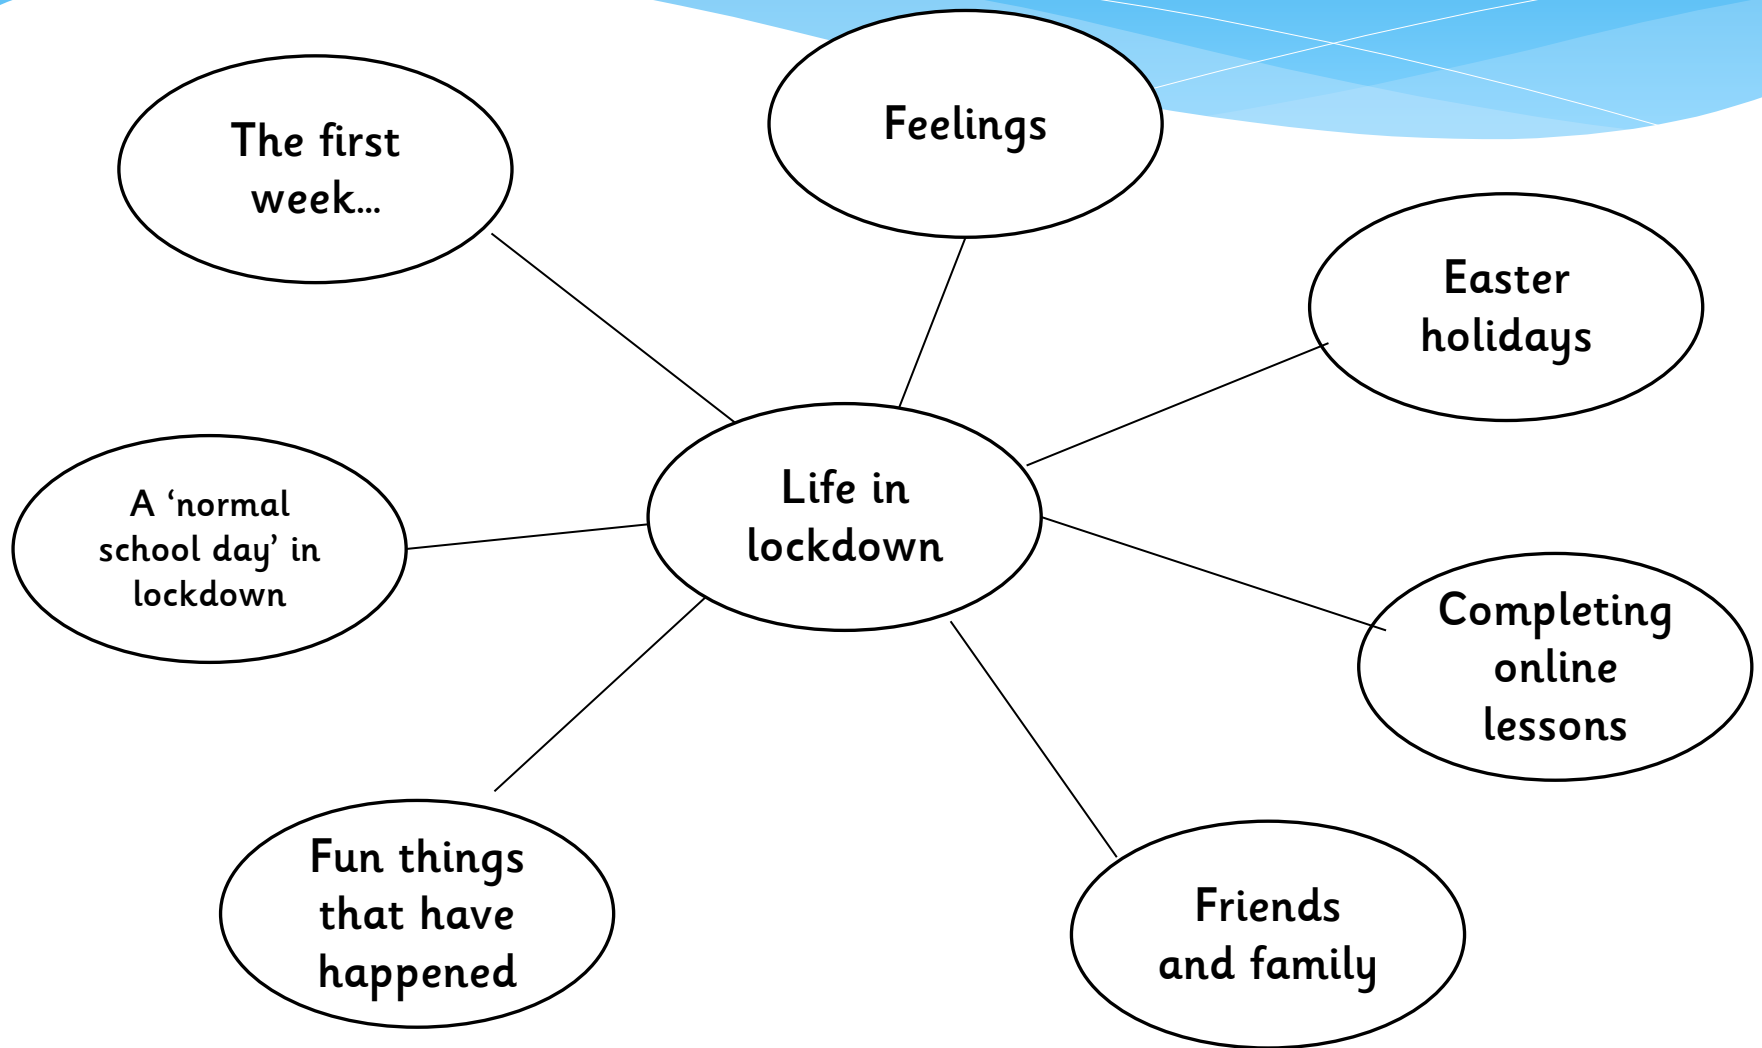 The first
week...
Feelings
Easter
holidays
Life in
lockdown
A ‘normal
school day’ in
lockdown
Completing
online
lessons
Fun things
that have
happened
Friends
and family